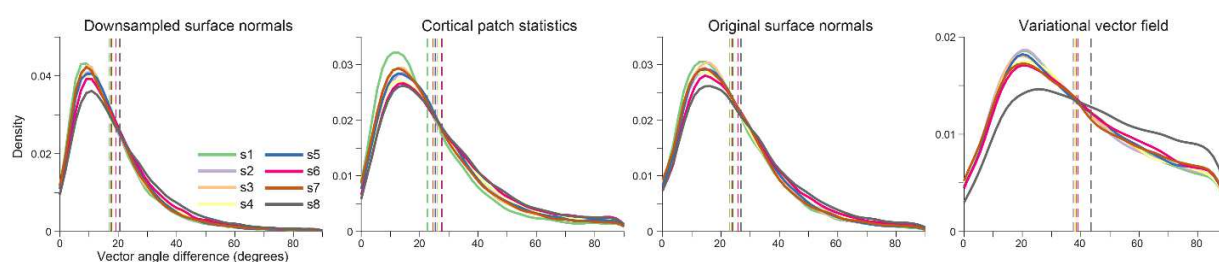 Downsampled surface normals
Cortical patch statistics
Original surface normals
Variational vector field
Density
0.04
0.02
0
s1
s2
s3
s4
s5
s6
s7
s8
0 20 40 60 80
Vector angle difference (degrees)
0.03
0.02
0.01
0
0 20 40 60 80
0.03
0.02
0.01
0
0 20 40 60 80
0.02
0.01
0
0 20 40 60 80